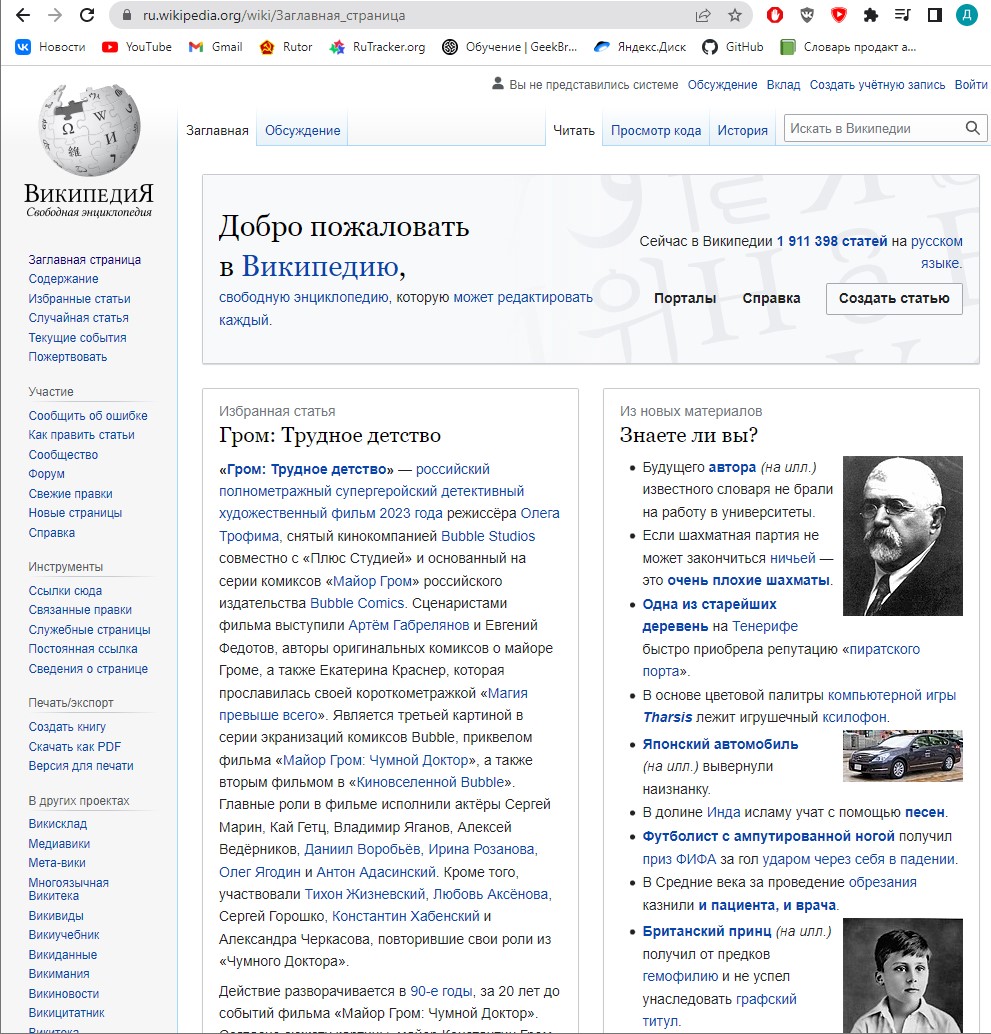 ru.wikipedia.org/wiki/Заглавная_страница
Д
Новости
YouTube
Gmail
Rutor
RuTracker.org
Обучение | GeekBr...
Яндекс.Диск
GitHub
Словарь продакт а...
Вы не представились системе Обсуждение Вклад Создать учётную запись Войти
Заглавная Обсуждение Читать Просмотр кода История Искать в Википедии
ВикипедиЯ
Свободная энциклопедия
Заглавная страница
Содержание
Избранные статьи
Случайная статья
Текущие события
Пожертвовать
Участие
Сообщить об ошибке
Как править статьи
Сообщество
Форум
Свежие правки
Новые страницы
Справка
Инструменты
Ссылки сюда
Связанные правки
Служебные страницы
Постоянная ссылка
Сведения о странице
Печать/экспорт
Создать книгу
Скачать как PDF
Версия для печати
В других проектах
Викисклад
Медиавики
Мета-вики
Многоязычная
Викитека
Викивиды
Викиучебник
Викиданные
Викимания
Викиновости
Викицитатник
Викитека
Добро пожаловать
в Википедию,
свободную энциклопедию, которую может редактировать
каждый.
Сейчас в Википедии 1 911 398 статей на русском
языке.
Порталы Справка Создать статью
Избранная статья
Гром: Трудное детство
«Гром: Трудное детство» — российский
полнометражный супергеройский детективный
художественный фильм 2023 года режиссёра Олега
Трофима, снятый кинокомпанией Bubble Studios
совместно с «Плюс Студией» и основанный на
серии комиксов «Майор Гром» российского
издательства Bubble Comics. Сценаристами
фильма выступили Артём Габрелянов и Евгений
Федотов, авторы оригинальных комиксов о майоре
Громе, а также Екатерина Краснер, которая
прославилась своей короткометражкой «Магия
превыше всего». Является третьей картиной в
серии экранизаций комиксов Bubble, приквелом
фильма «Майор Гром: Чумной Доктор», а также
вторым фильмом в «Киновселенной Bubble».
Главные роли в фильме исполнили актёры Сергей
Марин, Кай Гетц, Владимир Яганов, Алексей
Ведёрников, Даниил Воробьёв, Ирина Розанова,
Олег Ягодин и Антон Адасинский. Кроме того,
участвовали Тихон Жизневский, Любовь Аксёнова,
Сергей Горошко, Константин Хабенский и
Александра Черкасова, повторившие свои роли из
«Чумного Доктора».
Действие разворачивается в 90-е годы, за 20 лет до
событий фильма «Майор Гром: Чумной Доктор».
Из новых материалов
Знаете ли вы?
Будущего автора (на илл.)
известного словаря не брали
на работу в университеты.
Если шахматная партия не
может закончиться ничьей —
это очень плохие шахматы.
Одна из старейших
деревень на Тенерифе
быстро приобрела репутацию «пиратского
порта».
В основе цветовой палитры компьютерной игры
Tharsis лежит игрушечный ксилофон.
Японский автомобиль
(на илл.) вывернули
наизнанку.
В долине Инда исламу учат с помощью песен.
Футболист с ампутированной ногой получил
приз ФИФА за гол ударом через себя в падении.
В Средние века за проведение обрезания
казнили и пациента, и врача.
Британский принц (на илл.)
получил от предков
гемофилию и не успел
унаследовать графский
титул.